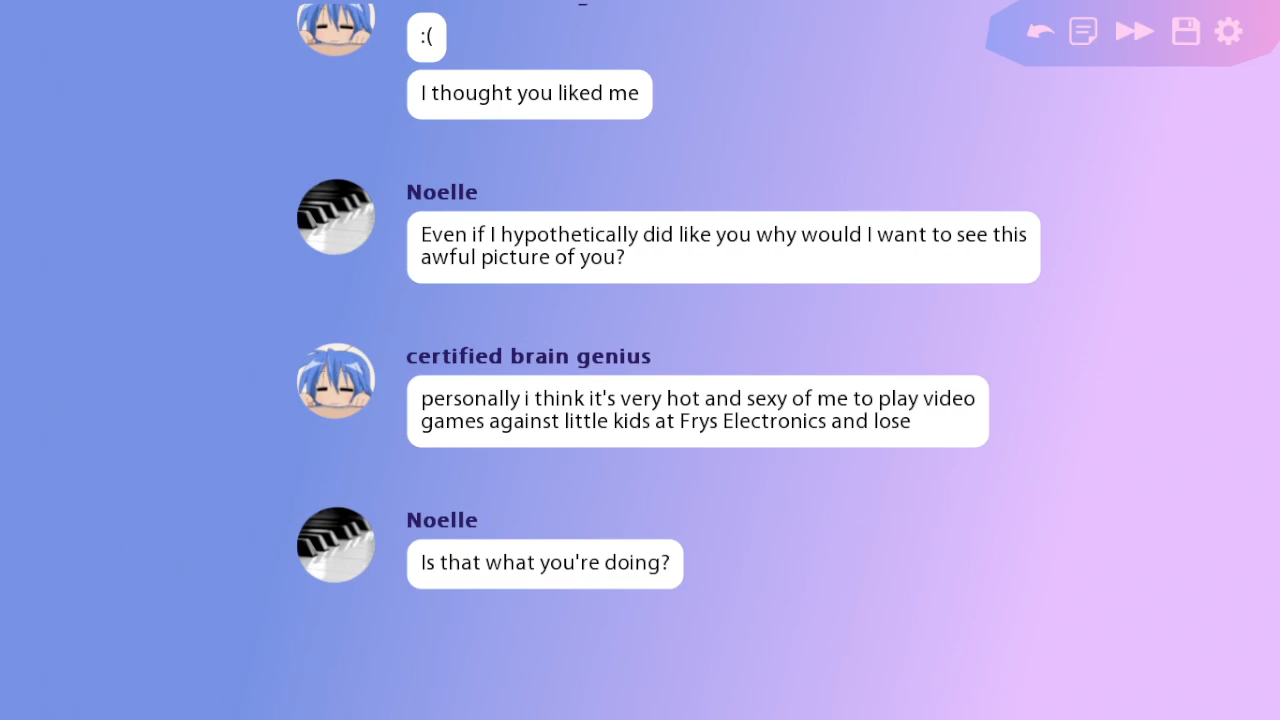 :(
I thought you liked me
Noelle
Even if I hypothetically did like you why would I want to see this
awful picture of you?
certified brain genius
personally i think it's very hot and sexy of me to play video
games against little kids at Frys Electronics and lose
Noelle
Is that what you're doing?